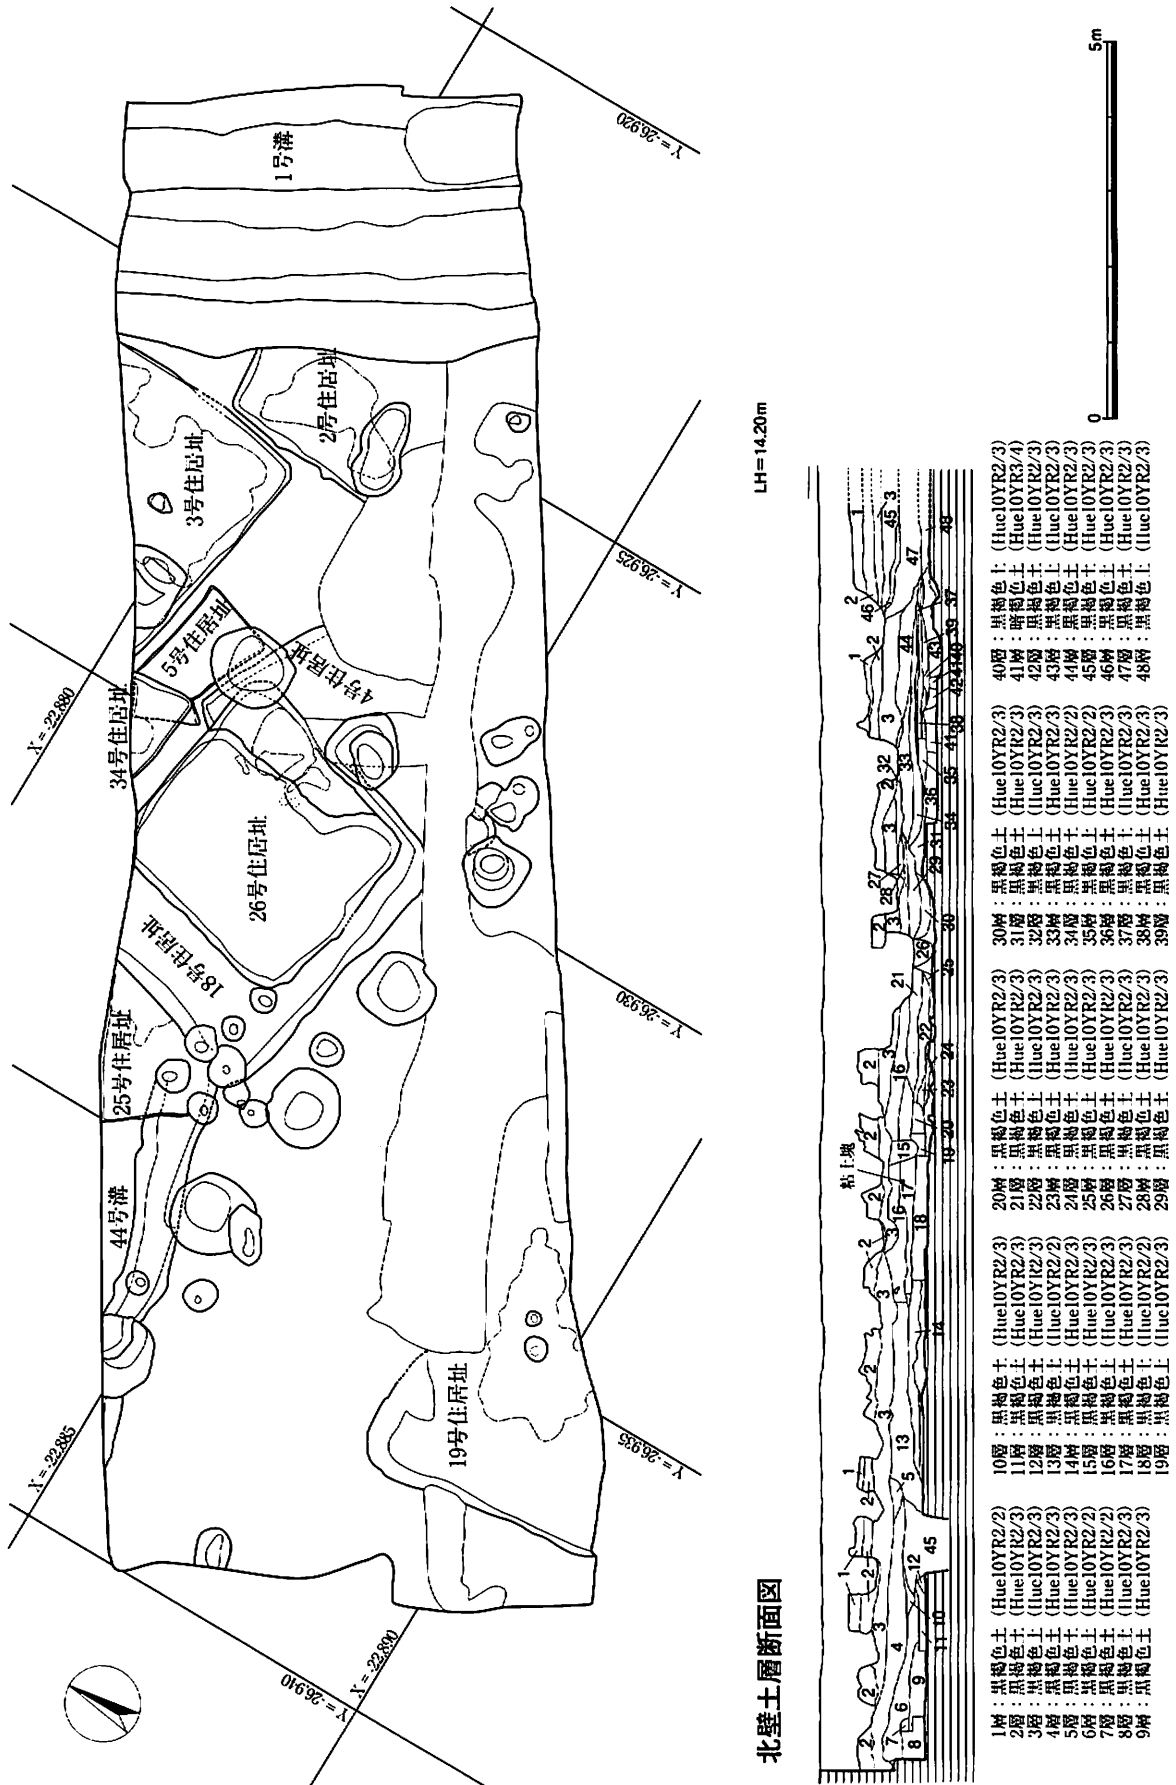 1号溝
2号住居址
3号住居址
5号住居址
4号住居址
34号住居址
26号住居址
18号住居址
25号住居址
44号溝
19号住居址
X=-22.880
X=-22.885
X=-22.890
Y=-26.920
Y=-26.925
Y=-26.930
Y=-26.935
Y=-26.940
北壁土層断面図
LH=14.20m
粘土塊
0
5m
1層:黒褐色土 (Hue10YR2/2)
2層:黒褐色土 (Hue10YR2/3)
3層:黒褐色土 (Hue10YR2/3)
4層:黒褐色土 (Hue10YR2/3)
5層:黒褐色土 (Hue10YR2/3)
6層:黒褐色土 (Hue10YR2/2)
7層:黒褐色土 (Hue10YR2/2)
8層:黒褐色土 (Hue10YR2/3)
9層:黒褐色土 (Hue10YR2/3)
10層:黒褐色土 (Hue10YR2/3)
11層:黒褐色土 (Hue10YR2/3)
12層:黒褐色土 (Hue10YR2/3)
13層:黒褐色土 (Hue10YR2/2)
14層:黒褐色土 (Hue10YR2/3)
15層:黒褐色土 (Hue10YR2/3)
16層:黒褐色土 (Hue10YR2/3)
17層:黒褐色土 (Hue10YR2/3)
18層:黒褐色土 (Hue10YR2/2)
19層:黒褐色土 (Hue10YR2/3)
20層:黒褐色土 (Hue10YR2/3)
21層:黒褐色土 (Hue10YR2/3)
22層:黒褐色土 (Hue10YR2/3)
23層:黒褐色土 (Hue10YR2/3)
24層:黒褐色土 (Hue10YR2/3)
25層:黒褐色土 (Hue10YR2/3)
26層:黒褐色土 (Hue10YR2/3)
27層:黒褐色土 (Hue10YR2/3)
28層:黒褐色土 (Hue10YR2/3)
29層:黒褐色土 (Hue10YR2/3)
30層:黒褐色土 (Hue10YR2/3)
31層:黒褐色土 (Hue10YR2/3)
32層:黒褐色土 (Hue10YR2/3)
33層:黒褐色土 (Hue10YR2/2)
34層:黒褐色土 (Hue10YR2/2)
35層:黒褐色土 (Hue10YR2/3)
36層:黒褐色土 (Hue10YR2/3)
37層:黒褐色土 (Hue10YR2/3)
38層:黒褐色土 (Hue10YR2/3)
39層:黒褐色土 (Hue10YR2/3)
40層:黒褐色土 (Hue10YR2/3)
41層:暗褐色土 (Hue10YR3/4)
42層:黒褐色土 (Hue10YR2/3)
43層:黒褐色土 (Hue10YR2/3)
44層:黒褐色土 (Hue10YR2/3)
45層:黒褐色土 (Hue10YR2/3)
46層:黒褐色土 (Hue10YR2/3)
47層:黒褐色土 (Hue10YR2/3)
48層:黒褐色土 (Hue10YR2/3)